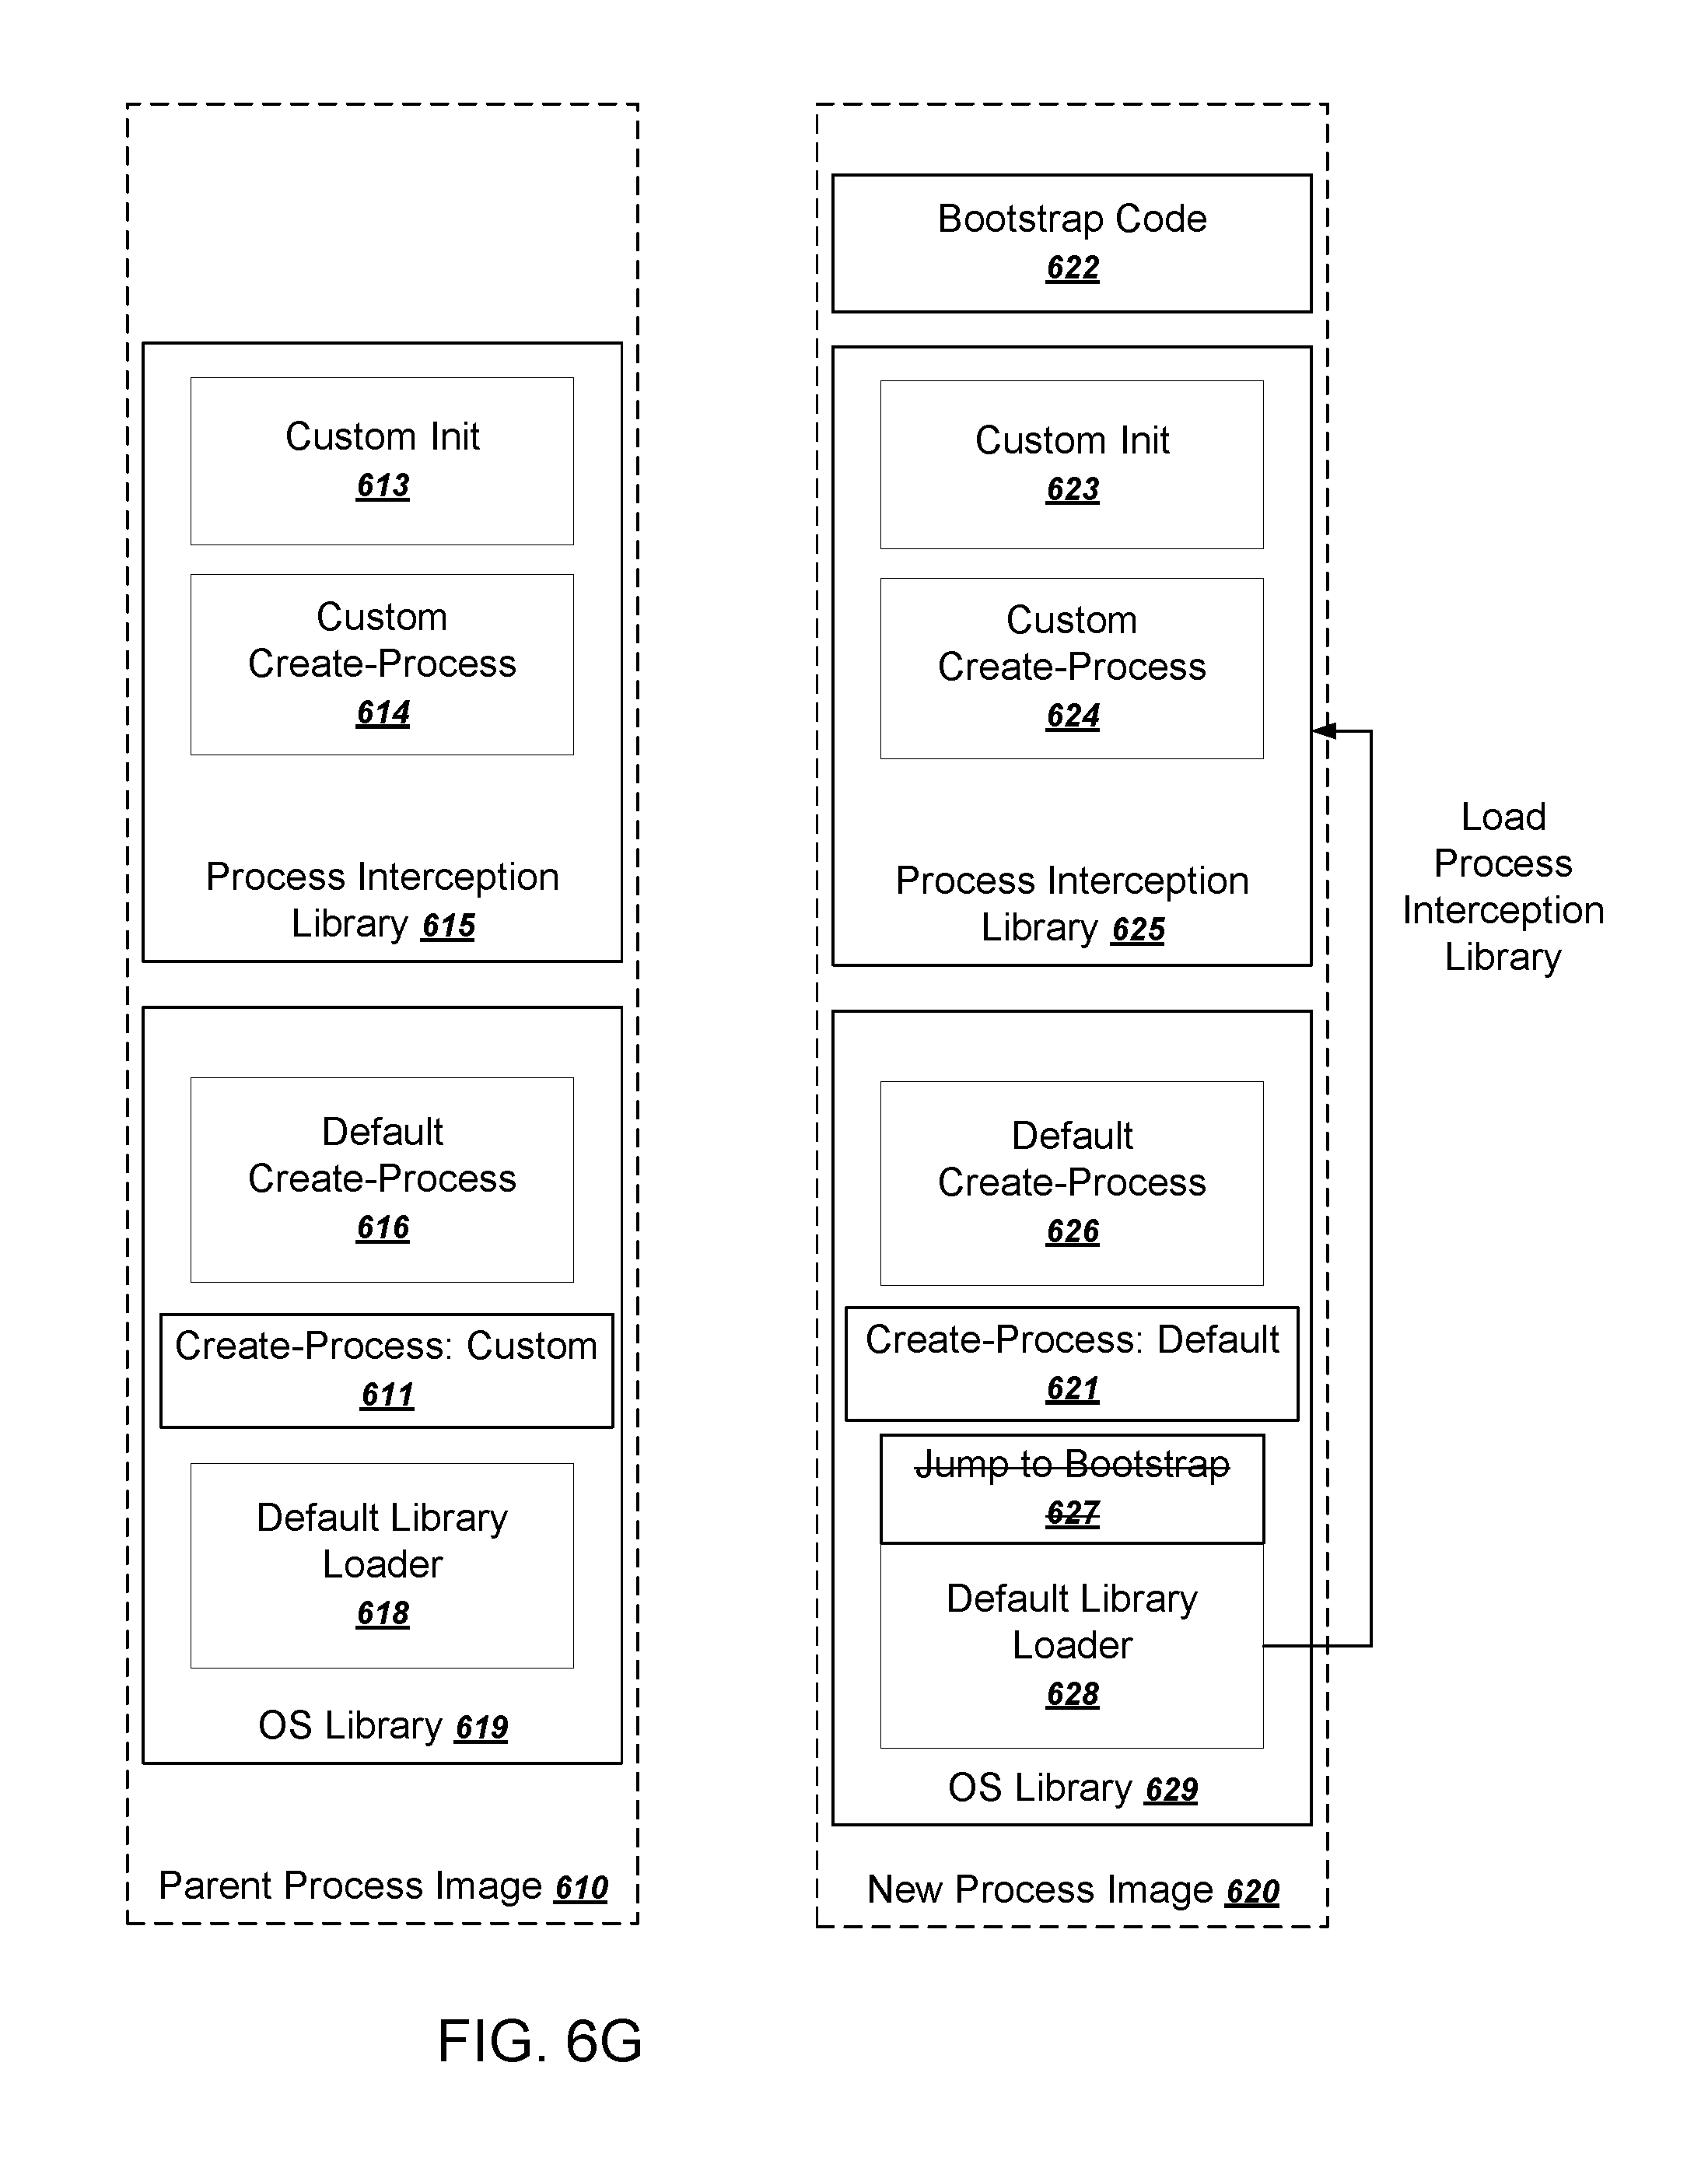 Custom Init
613
Custom
Create-Process
614
Process Interception
Library 615
Default
Create-Process
616
Create-Process: Custom
611
Default Library
Loader
618
OS Library 619
Parent Process Image 610
Bootstrap Code
622
Custom Init
623
Custom
Create-Process
624
Process Interception
Library 625
Default
Create-Process
626
Create-Process: Default
621
Jump to Bootstrap
627
Default Library
Loader
628
OS Library 629
New Process Image 620
Load
Process
Interception
Library
FIG. 6G